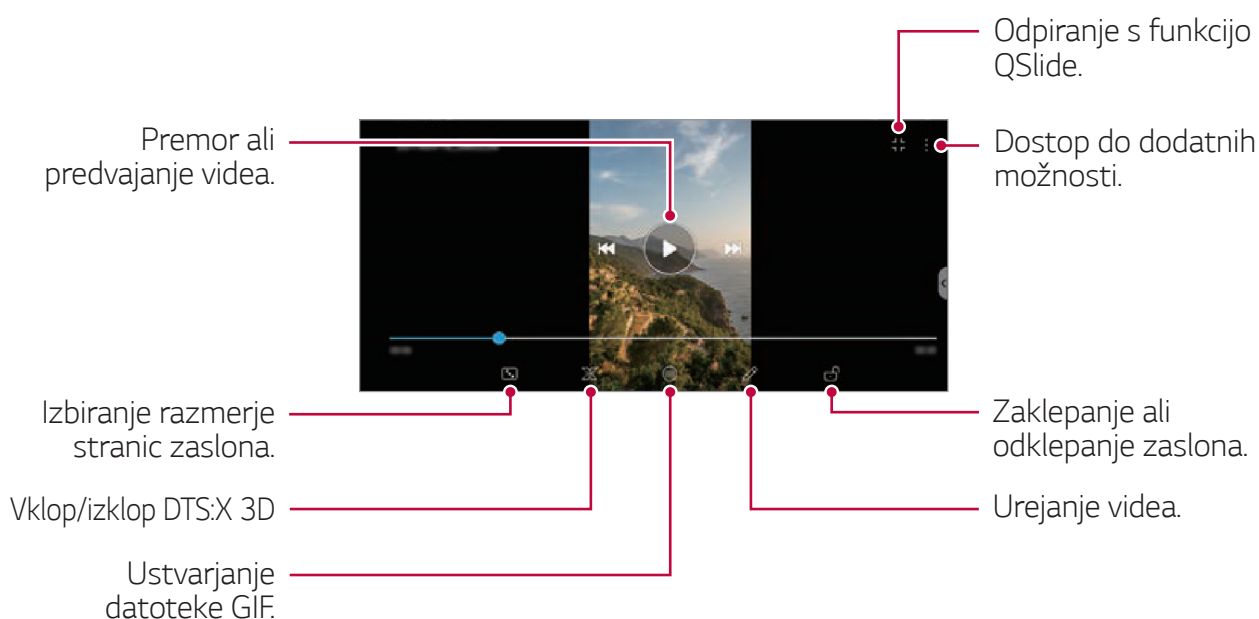 Odpiranje s funkcijo
QSlide.
Premor ali
predvajanje videa.
Dostop do dodatnih
možnosti.
Izbiranje razmerje
stranic zaslona.
Zaklepanje ali
odklepanje zaslona.
Vklop/izklop DTS:X 3D
Urejanje videa.
Ustvarjanje
datoteke GIF.